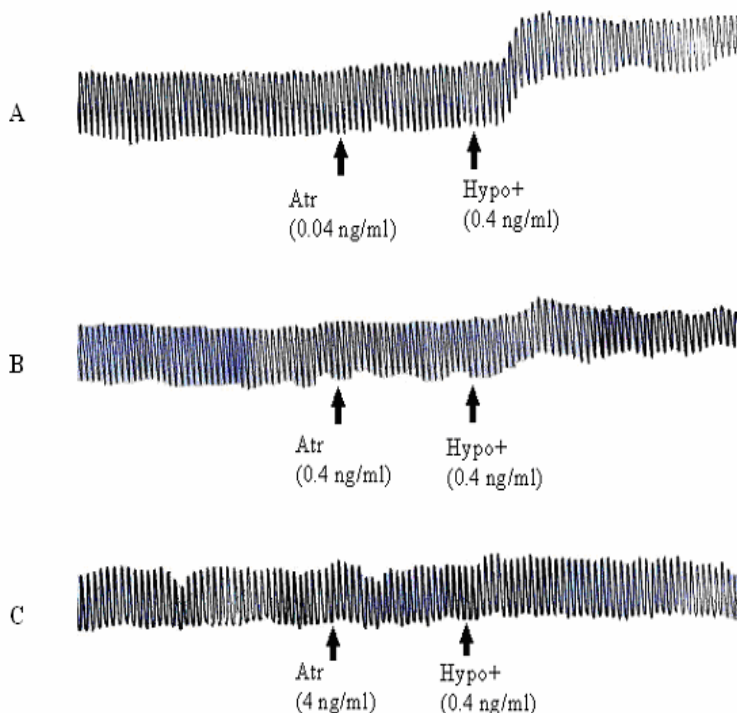 A
Atr
(0.04 ng/ml)
Hypo+
(0.4 ng/ml)
B
Atr
(0.4 ng/ml)
Hypo+
(0.4 ng/ml)
C
Atr
(4 ng/ml)
Hypo+
(0.4 ng/ml)